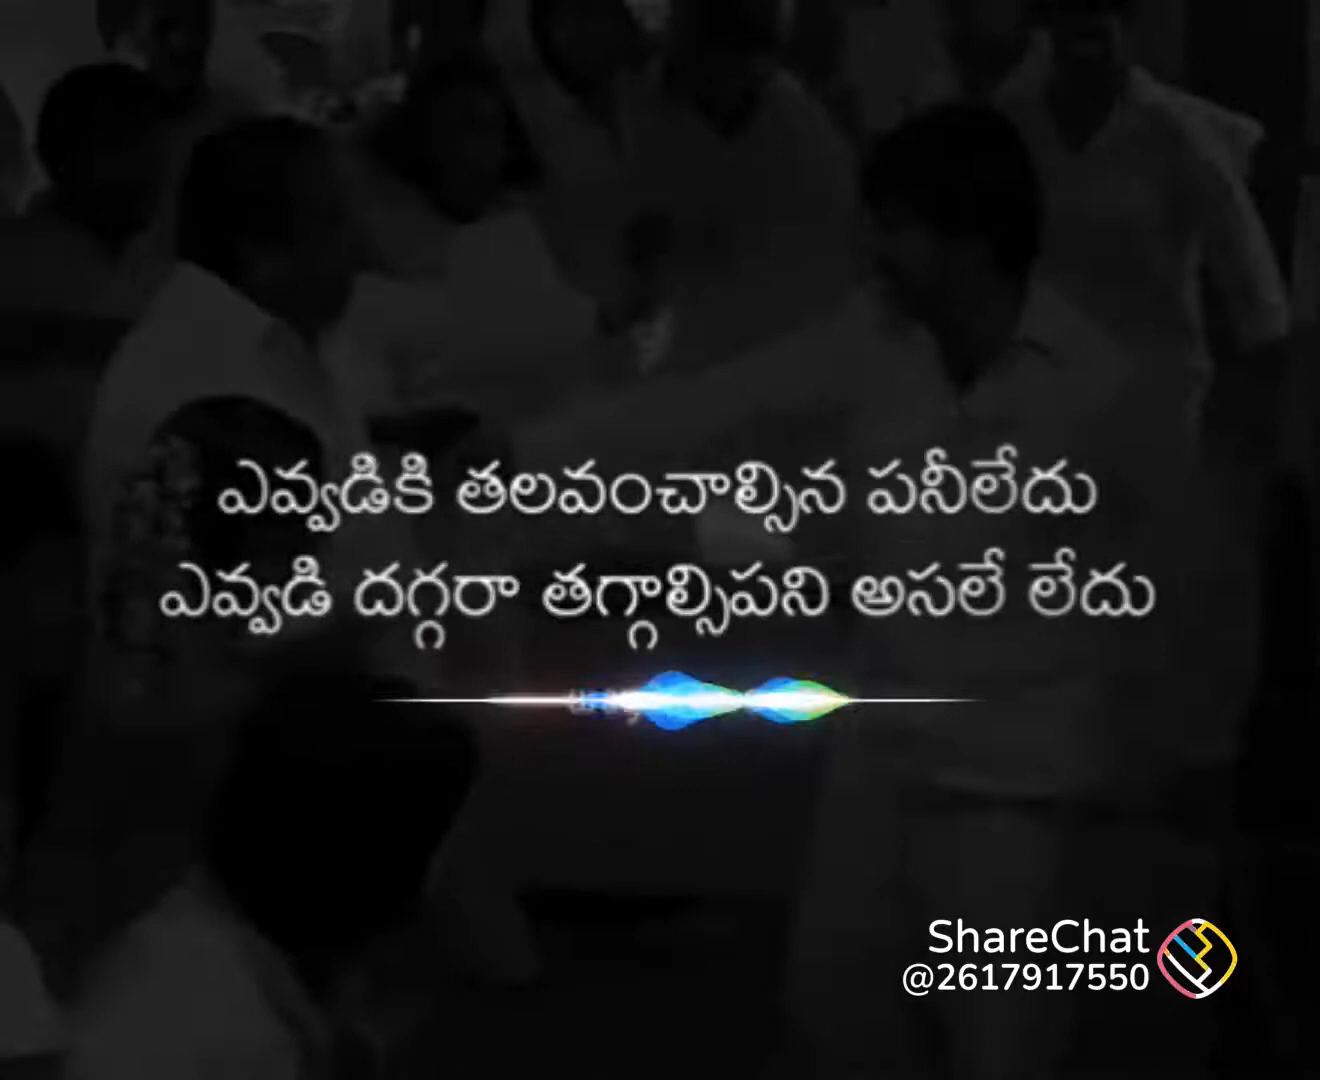 ఎవ్వడికి తలవంచాల్సిన పనీలేదు
ఎవ్వడి దగ్గరా తగ్గాల్సిపని అసలే లేదు
ShareChat
@2617917550